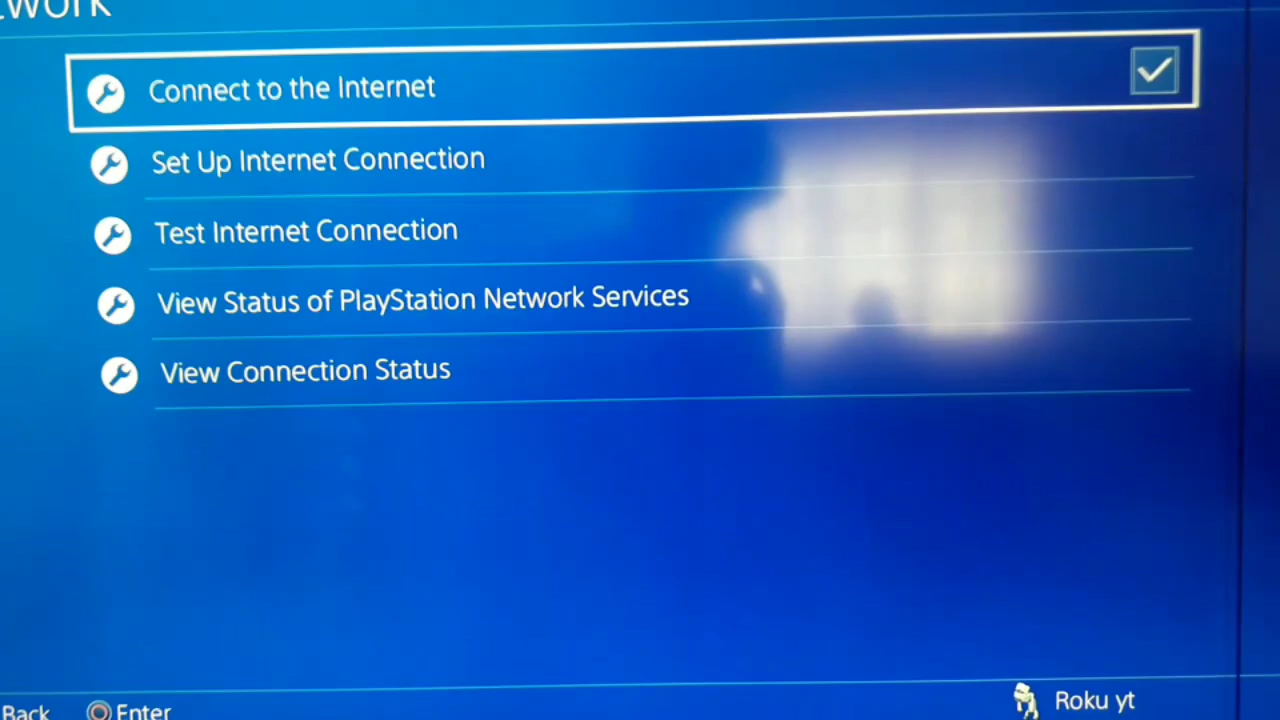 Connect to the Internet
Set Up Internet Connection
Test Internet Connection
View Status of PlayStation Network Services
View Connection Status
Back Enter Roku yt